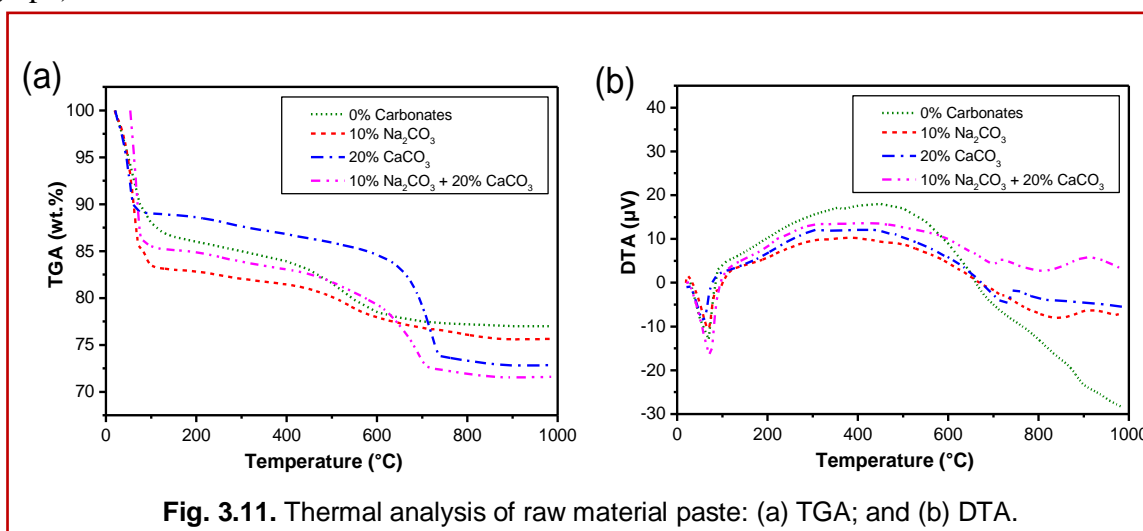 (a)
0% Carbonates
10% Na₂CO₃
20% CaCO₃
10% Na₂CO₃ + 20% CaCO₃
TGA (wt.%)
100
95
90
85
80
75
70
0 200 400 600 800 1000
Temperature (°C)
(b)
0% Carbonates
10% Na₂CO₃
20% CaCO₃
10% Na₂CO₃ + 20% CaCO₃
DTA (µV)
40
30
20
10
0
-10
-20
-30
0 200 400 600 800 1000
Temperature (°C)
Fig. 3.11. Thermal analysis of raw material paste: (a) TGA; and (b) DTA.